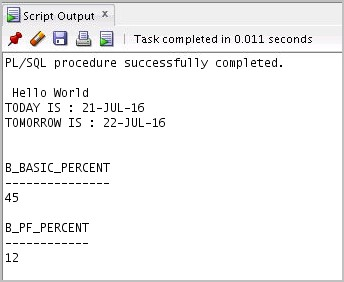 Script Output x
Task completed in 0.011 seconds
PL/SQL procedure successfully completed.
Hello World
TODAY IS : 21-JUL-16
TOMORROW IS : 22-JUL-16
B_BASIC_PERCENT
---------------
45
B_PF_PERCENT
------------
12